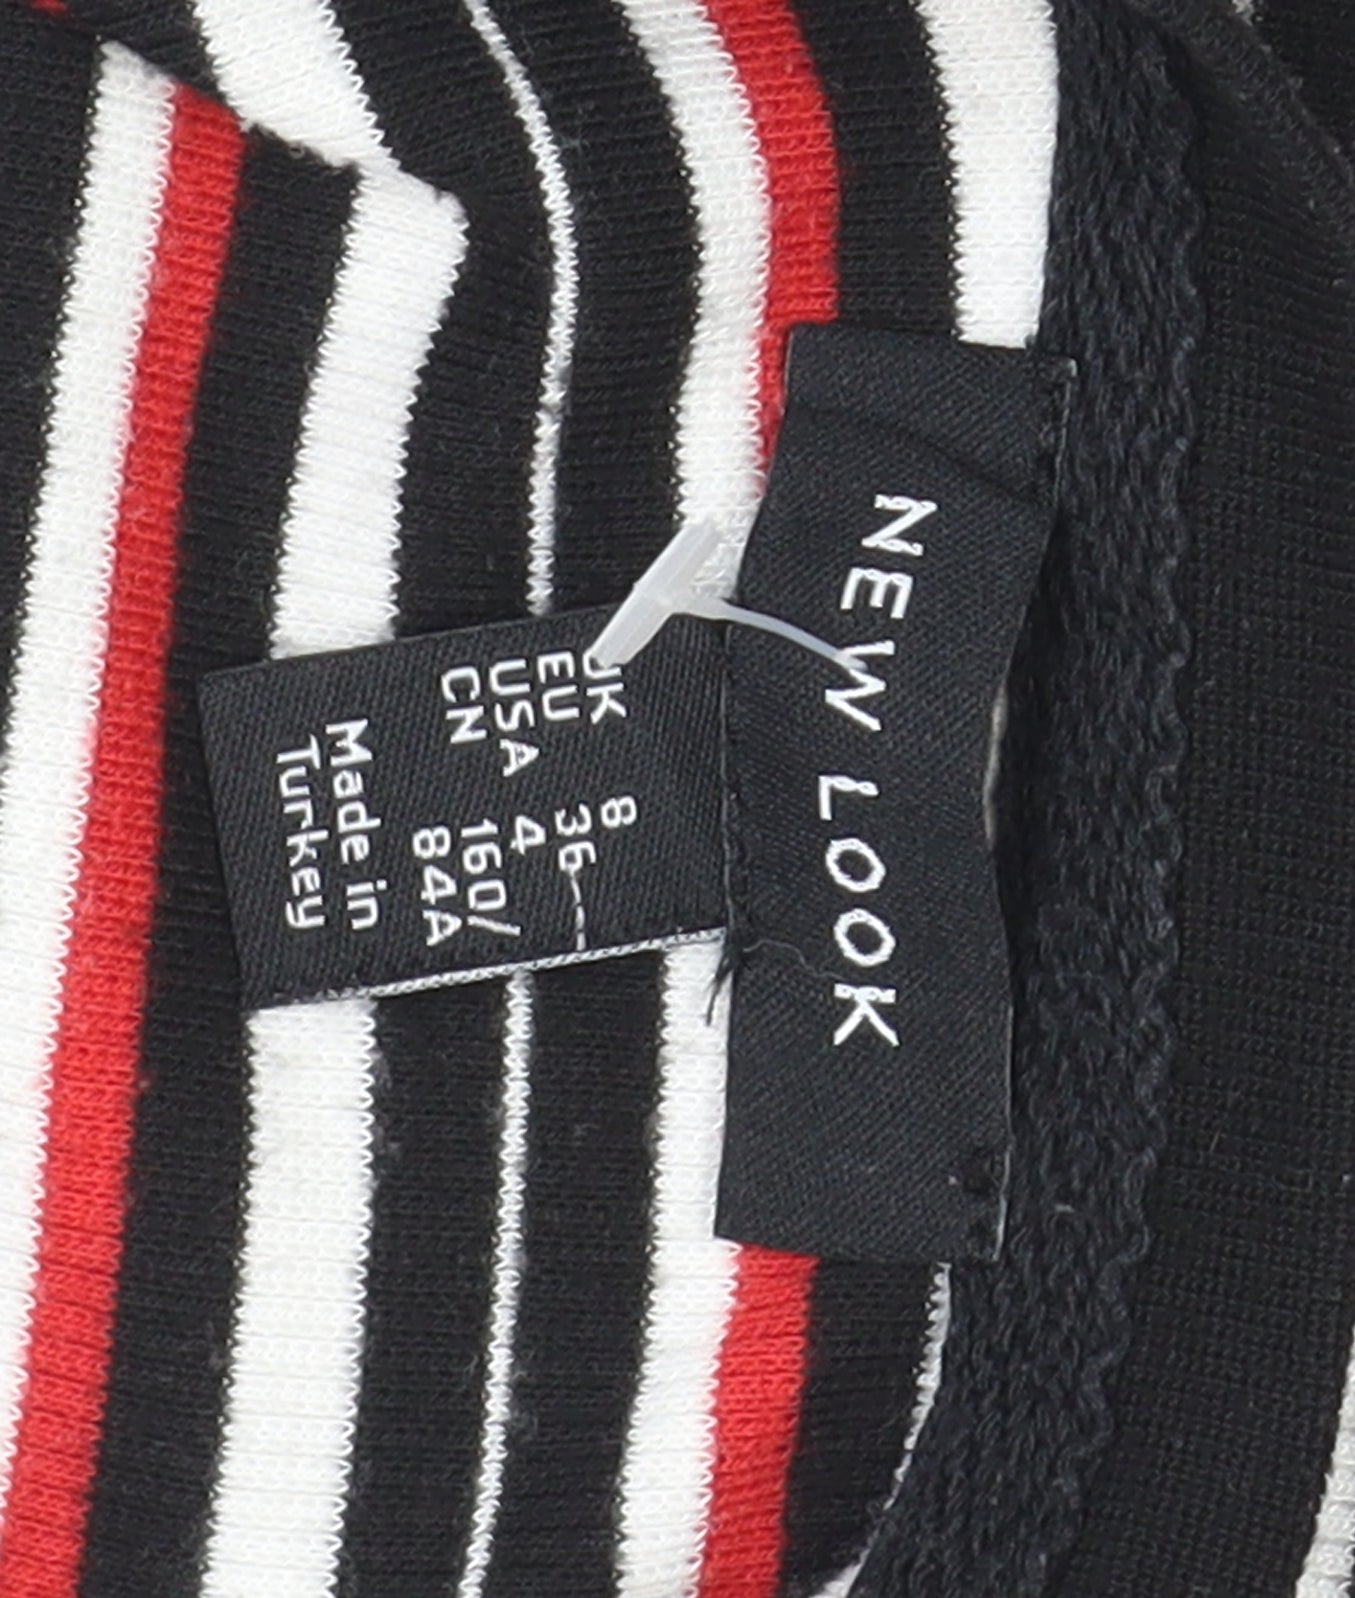 NEW LOOK
UK 8
EU 36
USA 4
CN 160/
84A
Made in
Turkey